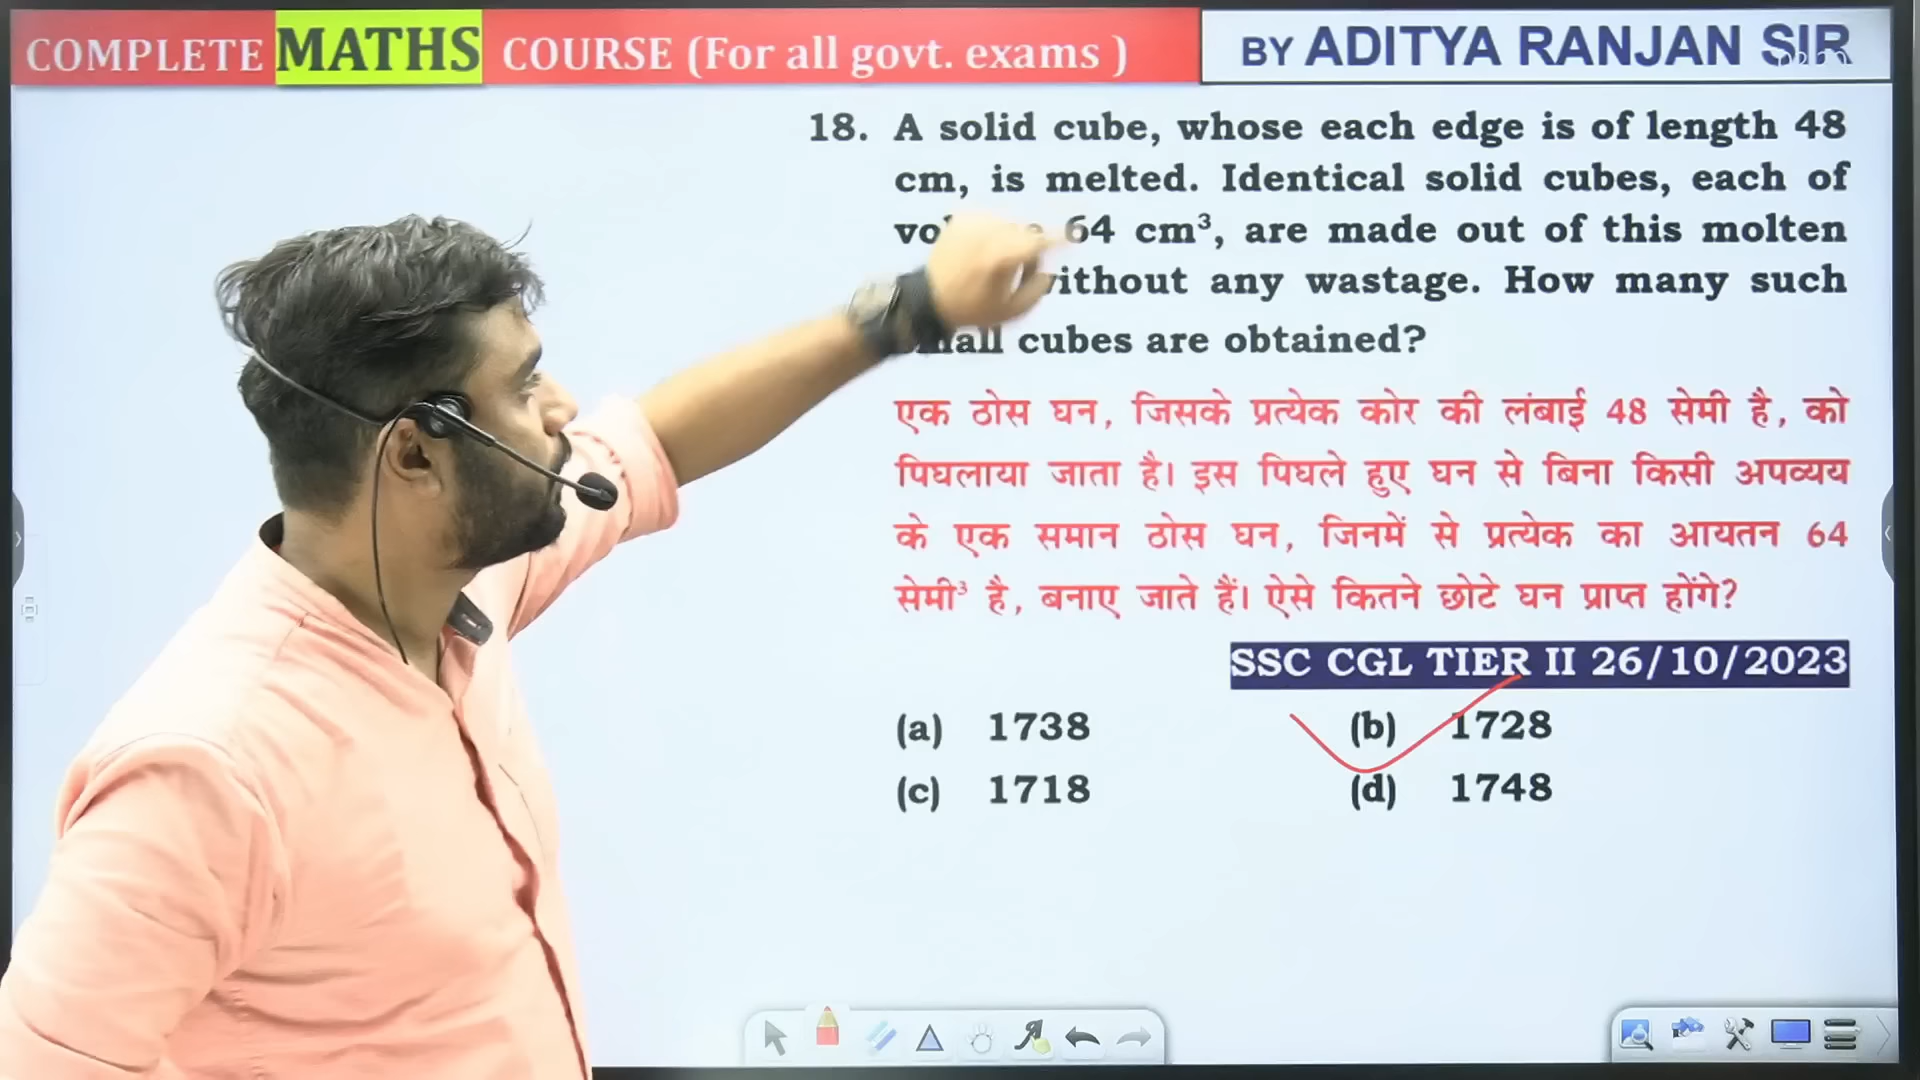 COMPLETE MATHS COURSE (For all govt. exams )
BY ADITYA RANJAN SIR
18. A solid cube, whose each edge is of length 48
cm, is melted. Identical solid cubes, each of
64 cm³, are made out of this molten
without any wastage. How many such
small cubes are obtained?
एक ठोस घन, जिसके प्रत्येक कोर की लंबाई 48 सेमी है, को
पिघलाया जाता है। इस पिघले हुए घन से बिना किसी अपव्यय
के एक समान ठोस घन, जिनमें से प्रत्येक का आयतन 64
सेमी³ है, बनाए जाते हैं। ऐसे कितने छोटे घन प्राप्त होंगे?
SSC CGL TIER II 26/10/2023
(a) 1738 (b) 1728
(c) 1718 (d) 1748